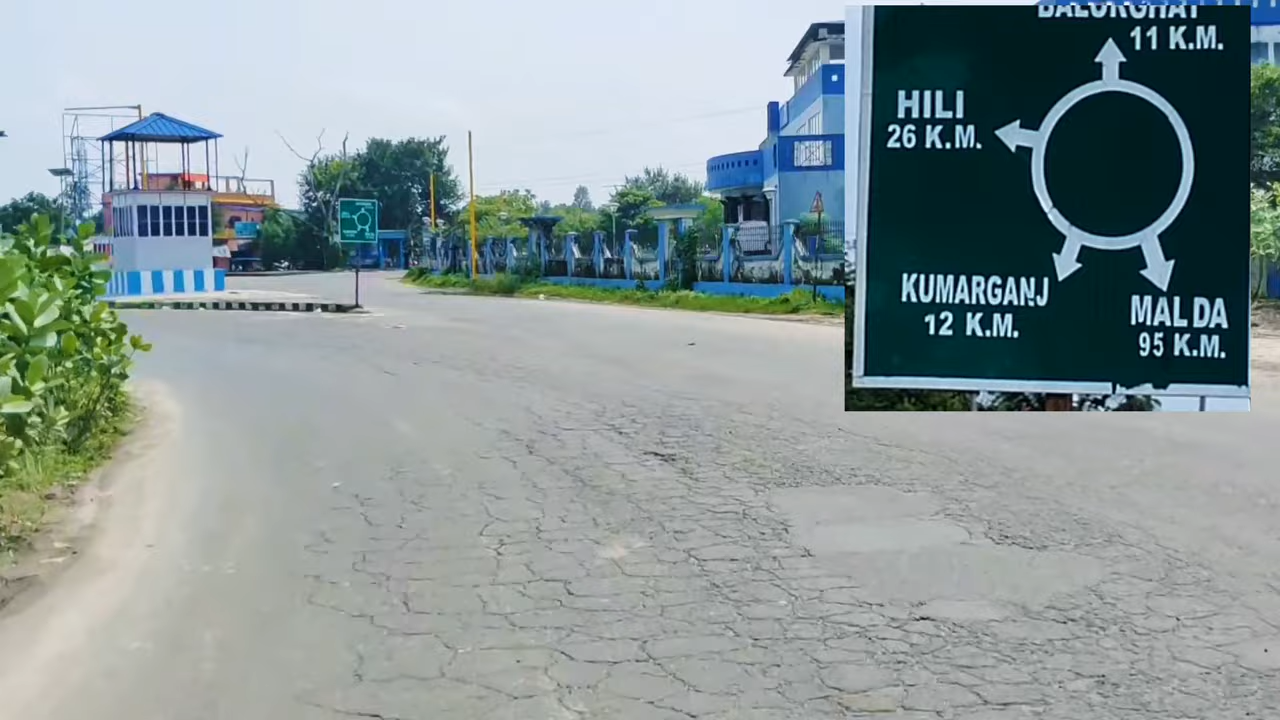 BALURGHAT
11 K.M.
HILI
26 K.M.
KUMARGANJ
12 K.M.
MALDA
95 K.M.